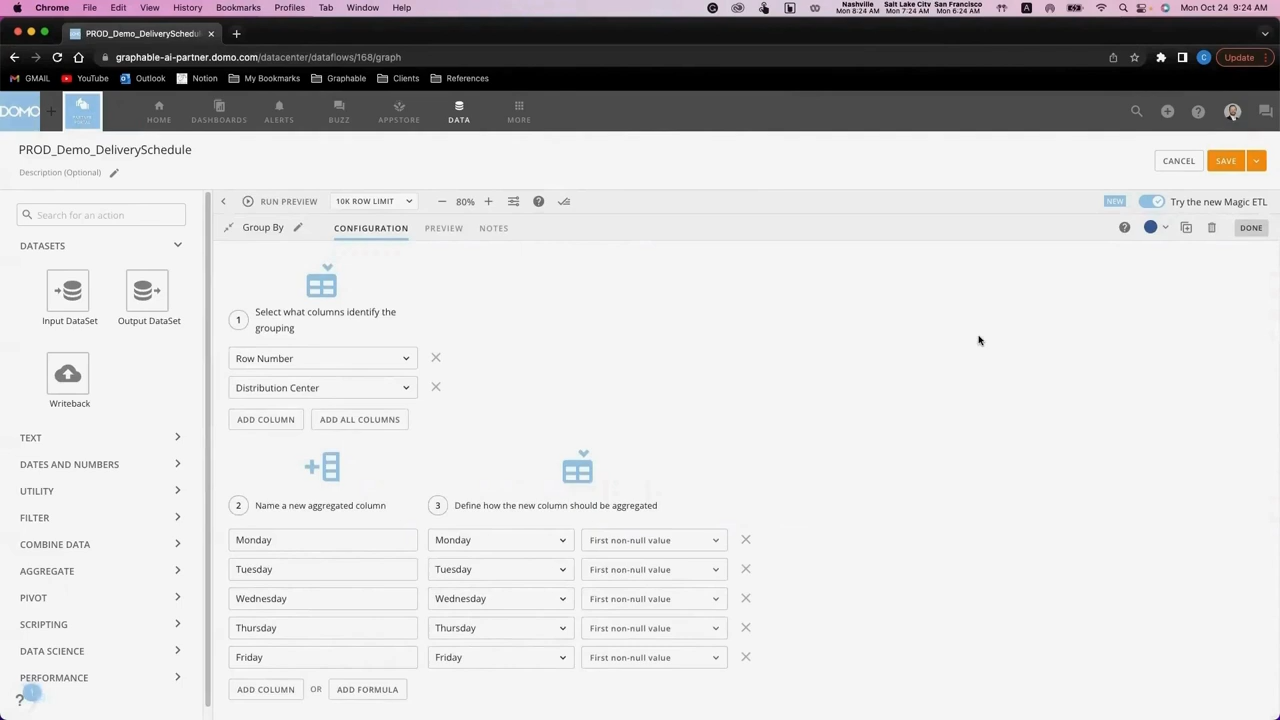 Chrome File Edit View History Bookmarks Profiles Tab Window Help
Nashville Salt Lake City San Francisco
Mon 8:24 AM Mon 7:24 AM Mon 6:24 AM
Mon Oct 24 9:24 AM
PROD_Demo_DeliverySchedul
graphable-ai-partner.domo.com/datacenter/dataflows/168/graph
C
Update
GMAIL YouTube Outlook Notion My Bookmarks Graphable Clients References
DOMO
HOME DASHBOARDS ALERTS BUZZ APPSTORE DATA MORE
PROD_Demo_DeliverySchedule
Description (Optional)
CANCEL SAVE
Search for an action
RUN PREVIEW 10K ROW LIMIT 80%
NEW Try the new Magic ETL
Group By CONFIGURATION PREVIEW NOTES
DONE
DATASETS
Input DataSet Output DataSet
Writeback
TEXT
DATES AND NUMBERS
UTILITY
FILTER
COMBINE DATA
AGGREGATE
PIVOT
SCRIPTING
DATA SCIENCE
PERFORMANCE
1 Select what columns identify the
grouping
Row Number
Distribution Center
ADD COLUMN ADD ALL COLUMNS
2 Name a new aggregated column 3 Define how the new column should be aggregated
Monday Monday First non-null value
Tuesday Tuesday First non-null value
Wednesday Wednesday First non-null value
Thursday Thursday First non-null value
Friday Friday First non-null value
ADD COLUMN OR ADD FORMULA